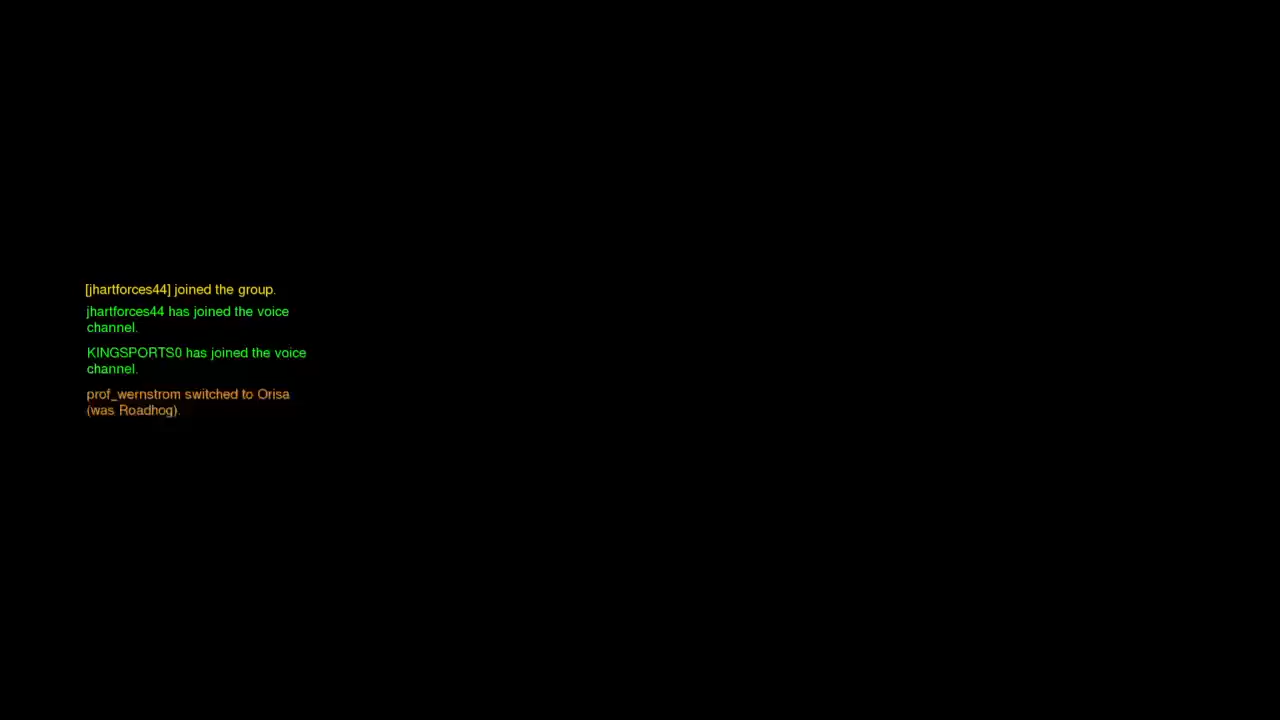 [jhartforces44] joined the group.
jhartforces44 has joined the voice
channel.
KINGSPORTS0 has joined the voice
channel.
prof_wernstrom switched to Orisa
(was Roadhog).